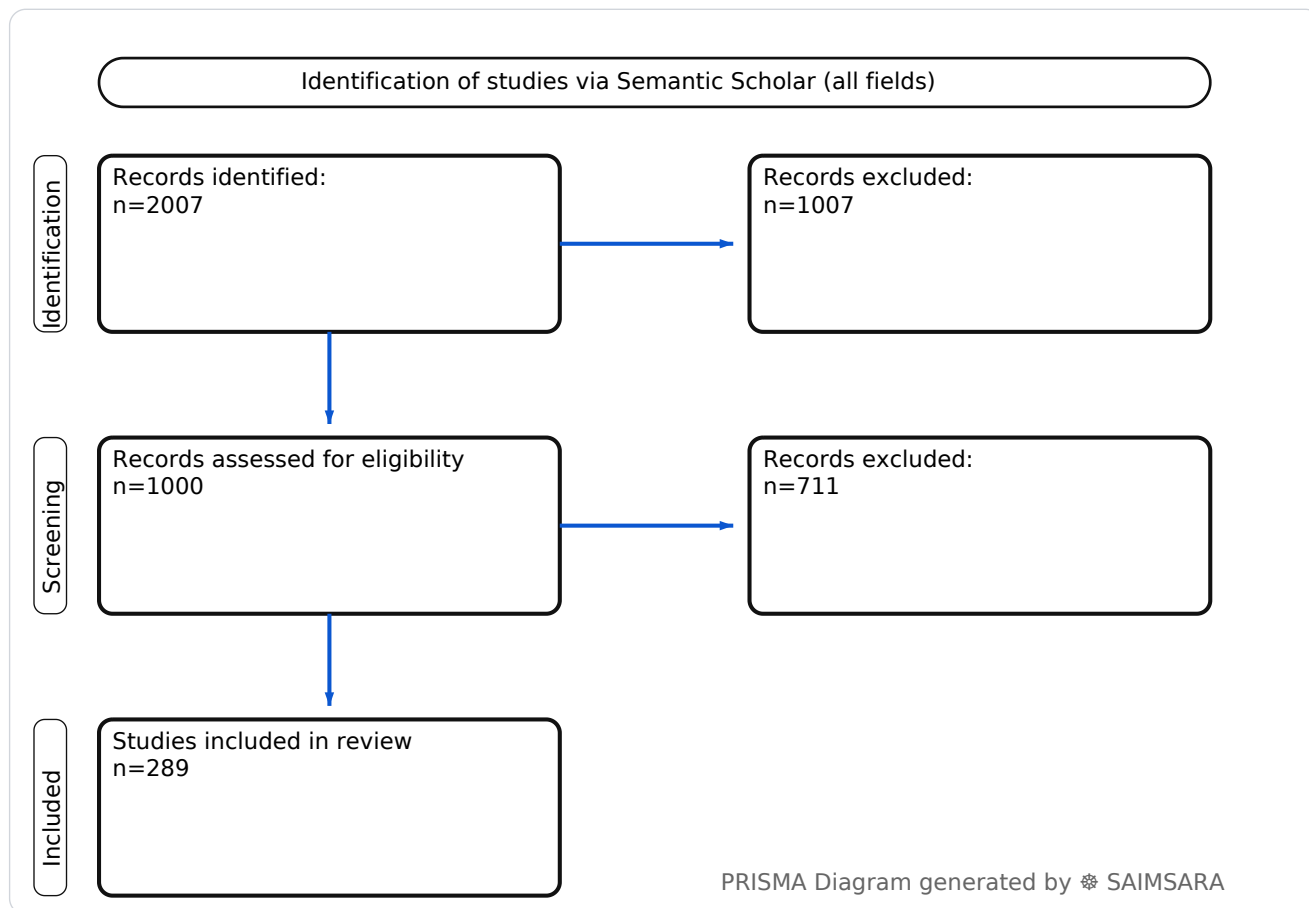 Identification of studies via Semantic Scholar (all fields)
Identification
Records identified:
n=2007
Records excluded:
n=1007
Screening
Records assessed for eligibility
n=1000
Records excluded:
n=711
Included
Studies included in review
n=289
PRISMA Diagram generated by ☸ SAIMSARA